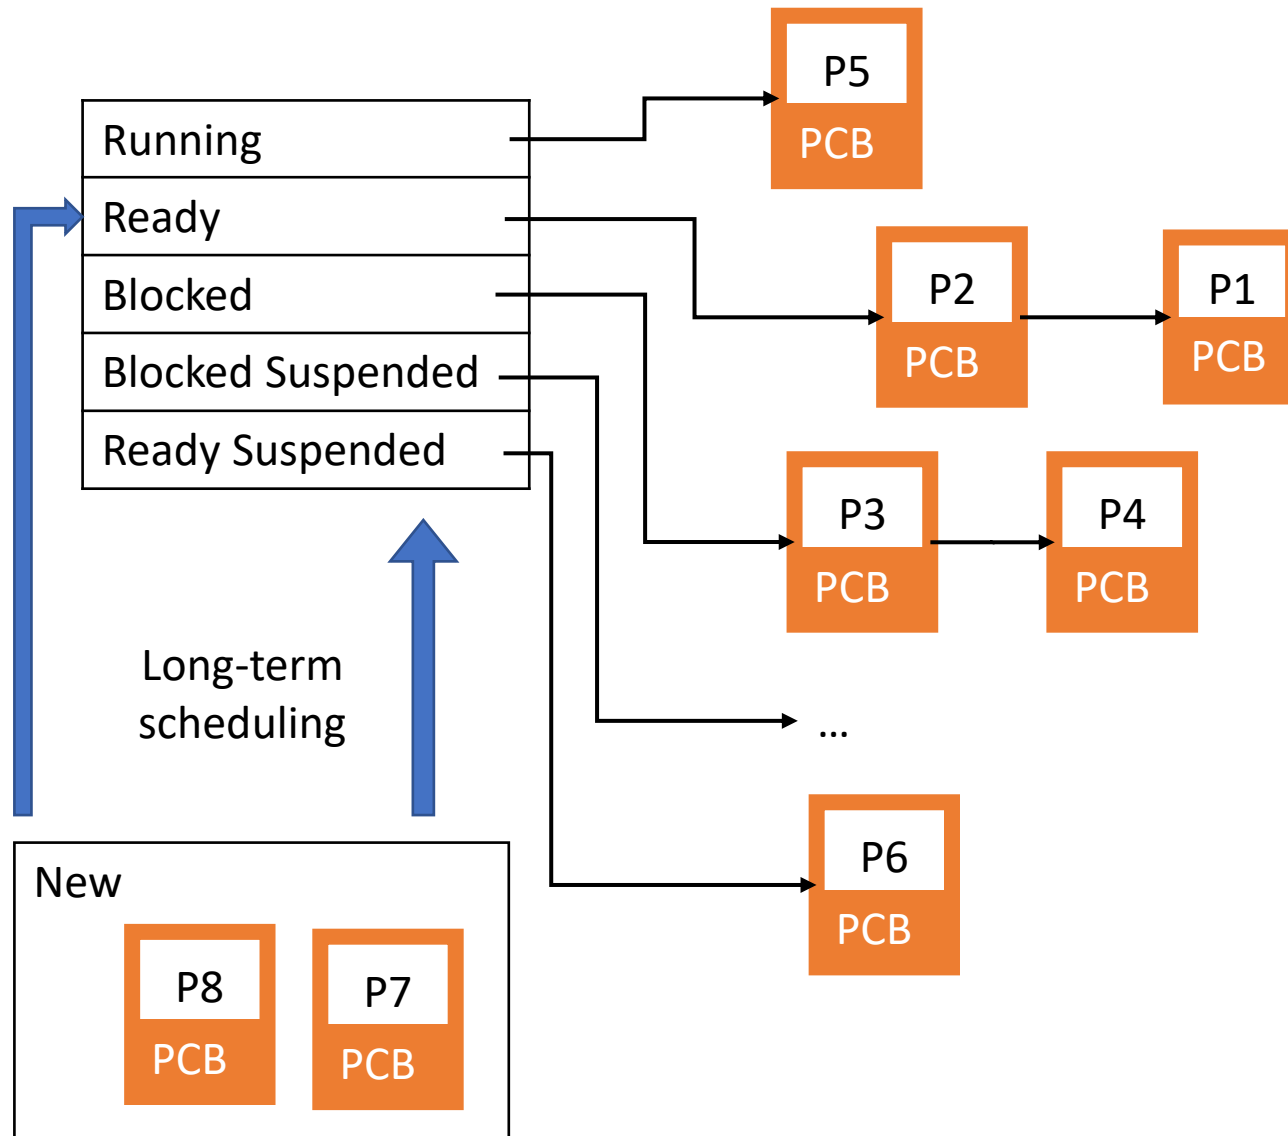 P5
PCB
Running
Ready
Blocked
Blocked Suspended
Ready Suspended
P2
PCB
P1
PCB
P3
PCB
P4
PCB
Long-term
scheduling
...
P6
PCB
New
P8
PCB
P7
PCB